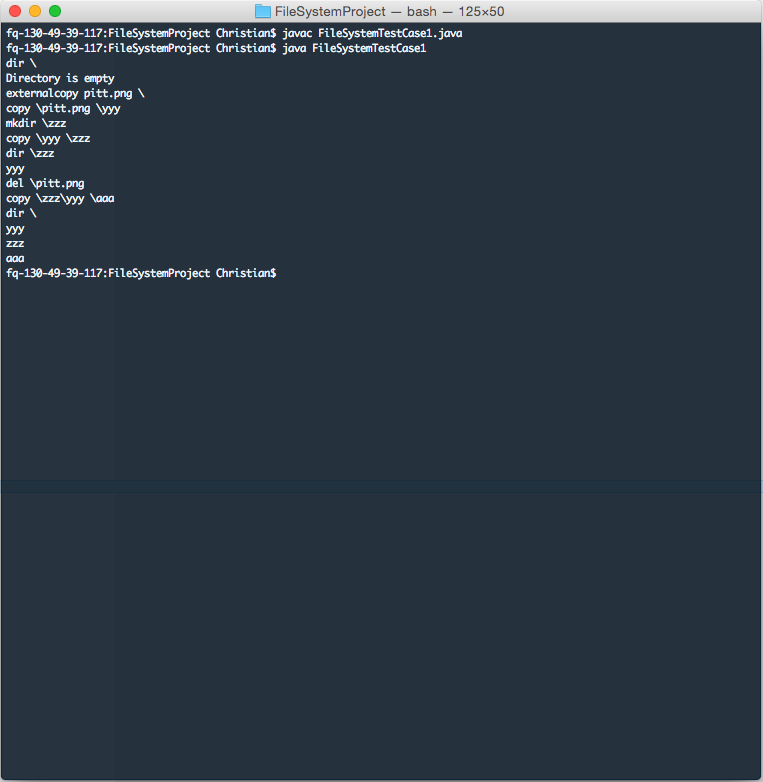 FileSystemProject — bash — 125×50
fq-130-49-39-117:FileSystemProject Christian$ javac FileSystemTestCase1.java
fq-130-49-39-117:FileSystemProject Christian$ java FileSystemTestCase1
dir \
Directory is empty
externalcopy pitt.png \
copy \pitt.png \yyy
mkdir \zzz
copy \yyy \zzz
dir \zzz
yyy
del \pitt.png
copy \zzz\yyy \aaa
dir \
yyy
zzz
aaa
fq-130-49-39-117:FileSystemProject Christian$